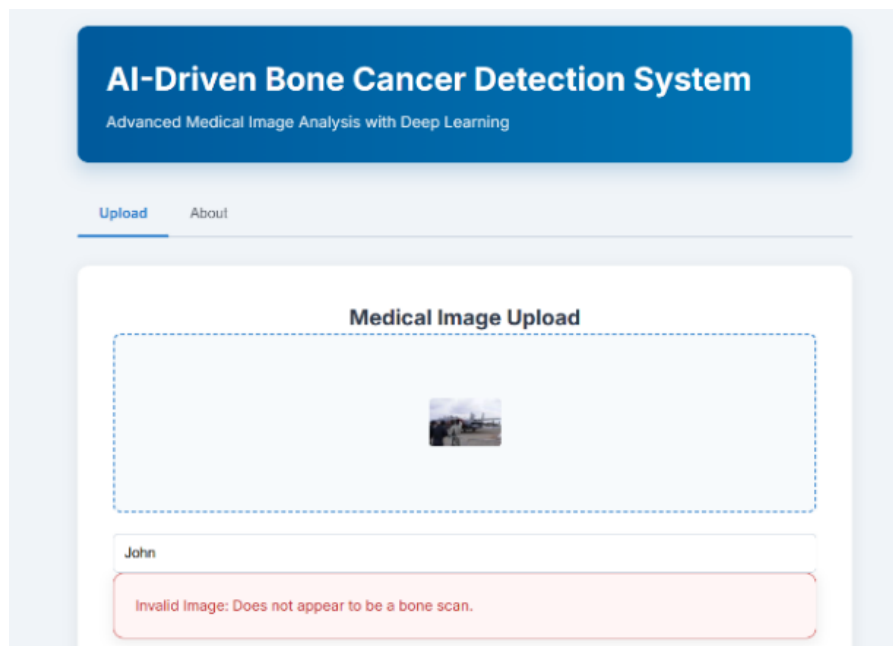 AI-Driven Bone Cancer Detection System
Advanced Medical Image Analysis with Deep Learning
Upload About
Medical Image Upload
John
Invalid Image: Does not appear to be a bone scan.